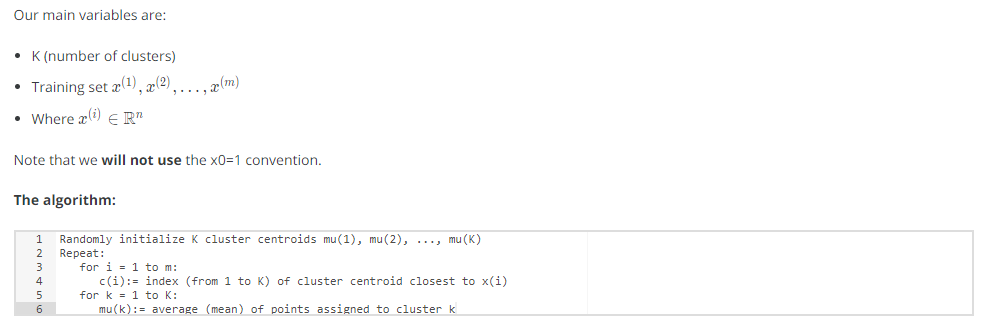 Our main variables are:
• K (number of clusters)
• Training set x⁽¹⁾, x⁽²⁾, . . . , x⁽ᵐ⁾
• Where x⁽ⁱ⁾ ∈ ℝⁿ
Note that we will not use the x0=1 convention.
The algorithm:
1 Randomly initialize K cluster centroids mu(1), mu(2), ..., mu(K)
2 Repeat:
3 for i = 1 to m:
4 c(i):= index (from 1 to K) of cluster centroid closest to x(i)
5 for k = 1 to K:
6 mu(k):= average (mean) of points assigned to cluster k